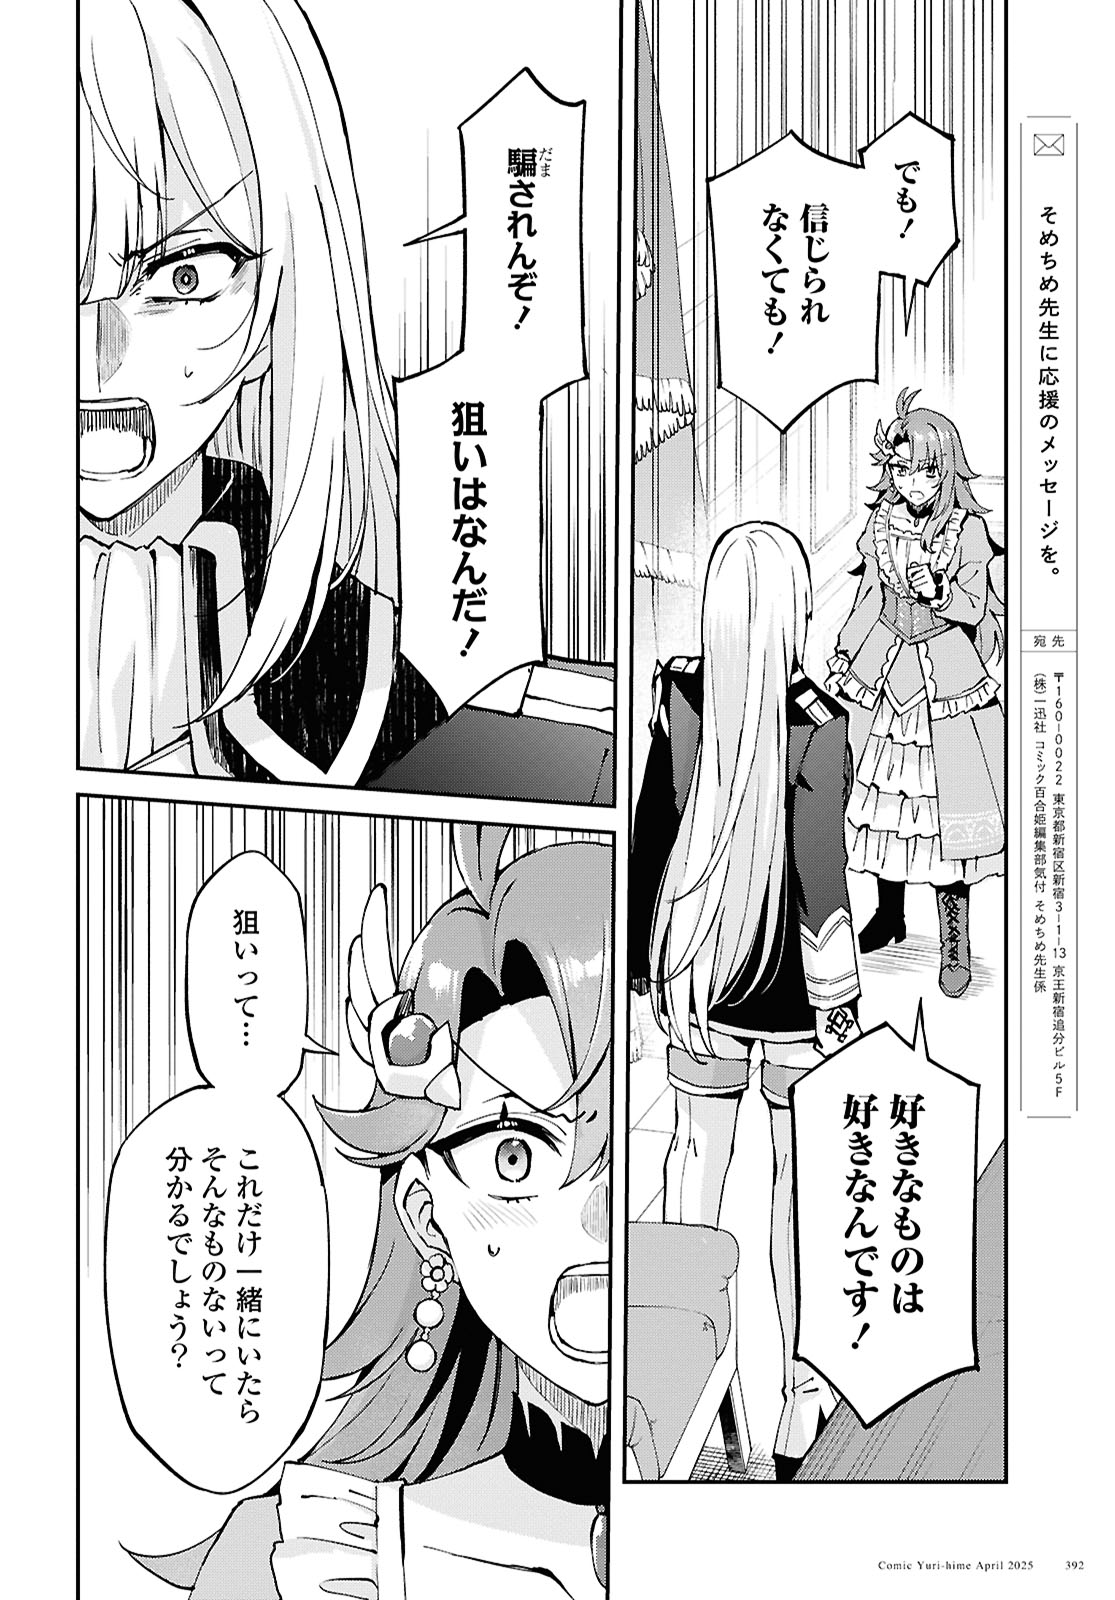 でも！
信じられ
なくても！
好きなものは
好きなんです！
騙されんぞ！
だま
狙いはなんだ！
狙いって…
これだけ一緒にいたら
そんなものないって
分かるでしょう？
そめちめ先生に応援のメッセージを。
宛先
〒160-0022 東京都新宿区新宿3-1-13 京王新宿追分ビル5F
（株）一迅社 コミック百合姫編集部気付 そめちめ先生係
Comic Yuri-hime April 2025 392